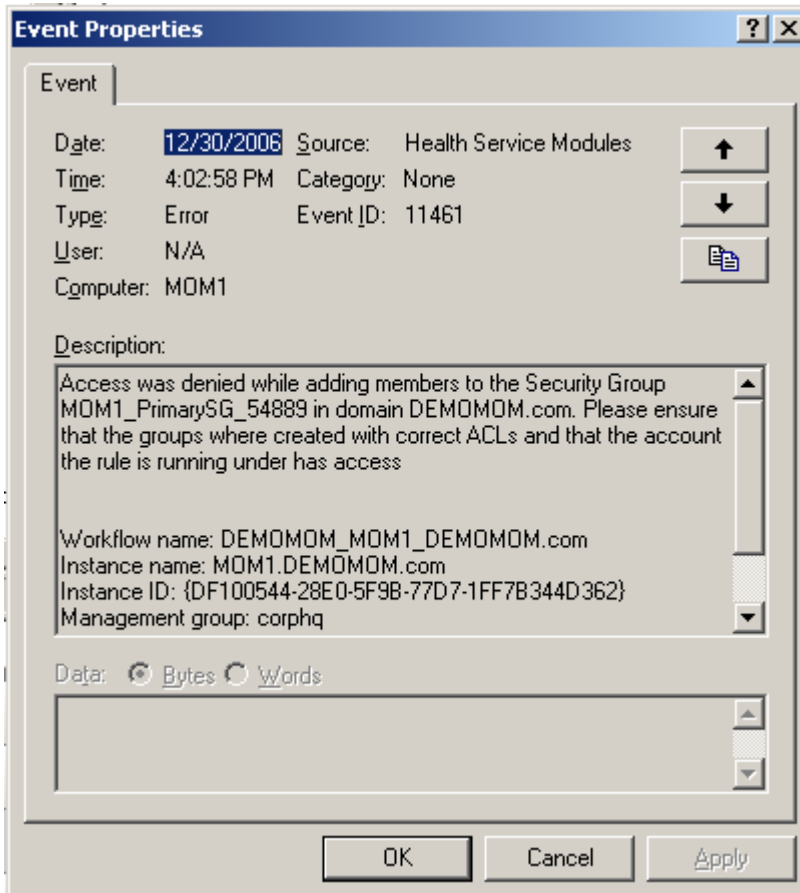 Event Properties
Event
Date: 12/30/2006 Source: Health Service Modules
Time: 4:02:58 PM Category: None
Type: Error Event ID: 11461
User: N/A
Computer: MOM1
Description:
Access was denied while adding members to the Security Group
MOM1_PrimarySG_54889 in domain DEMOMOM.com. Please ensure
that the groups where created with correct ACLs and that the account
the rule is running under has access
Workflow name: DEMOMOM_MOM1_DEMOMOM.com
Instance name: MOM1.DEMOMOM.com
Instance ID: {DF100544-28E0-5F9B-77D7-1FF7B344D362}
Management group: corphq
Data: Bytes Words
OK Cancel Apply